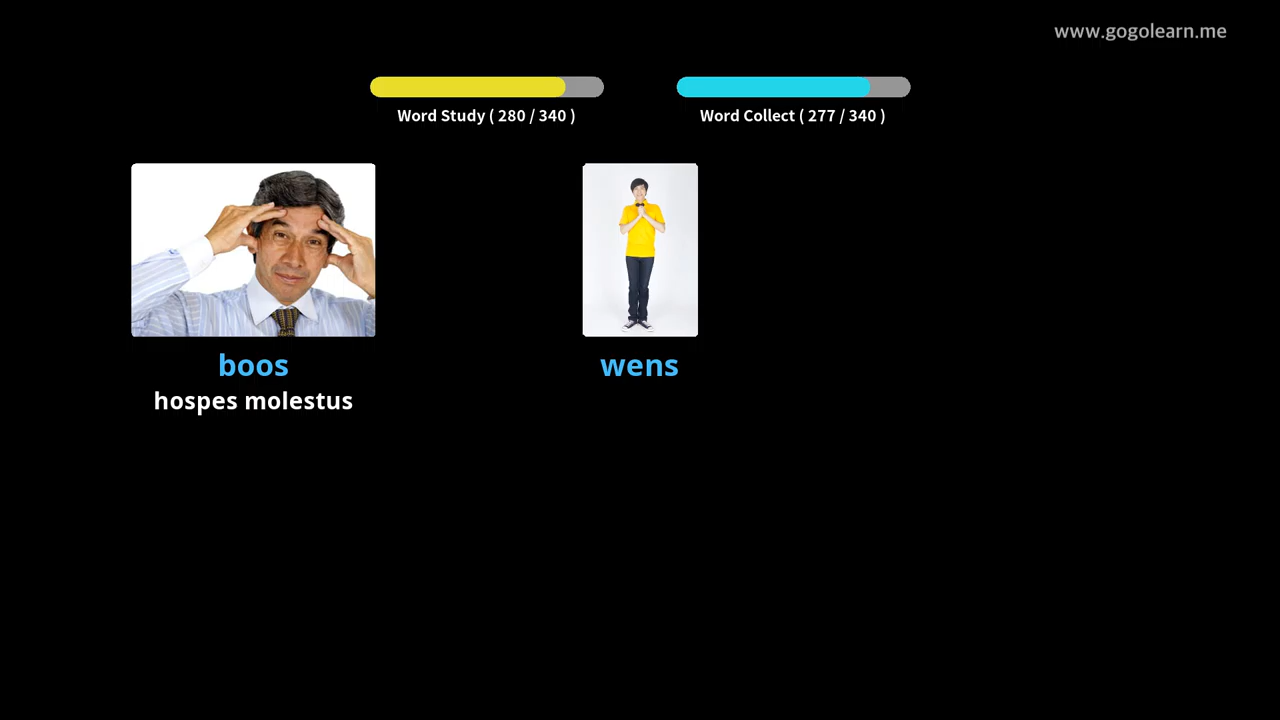 www.gogolearn.me
Word Study ( 280 / 340 )
Word Collect ( 277 / 340 )
boos
hospes molestus
wens